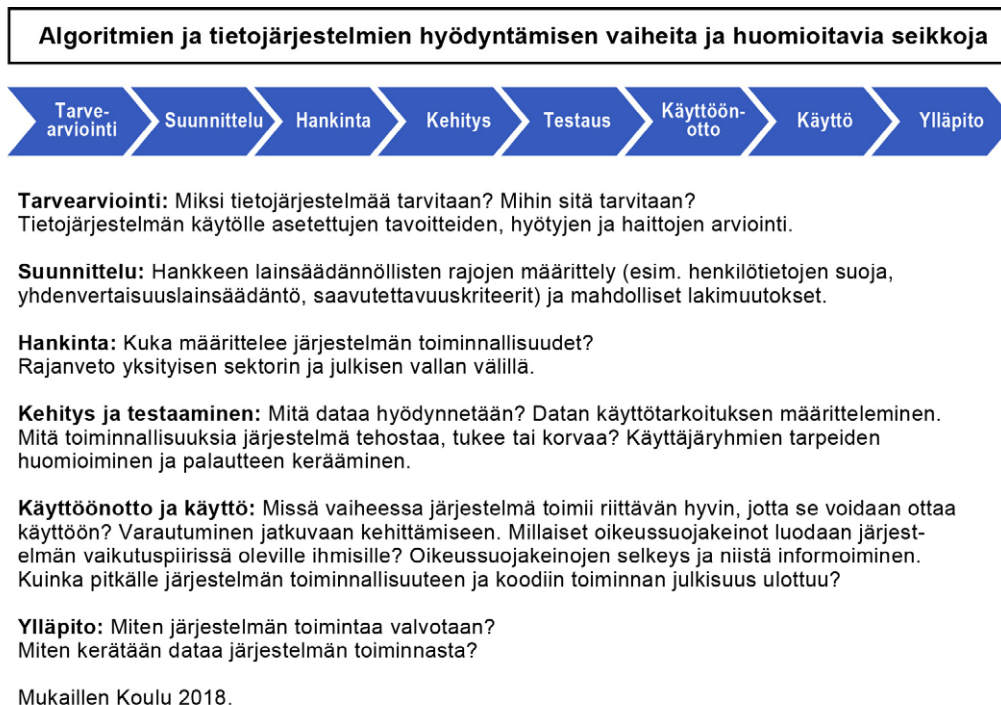 Algoritmien ja tietojärjestelmien hyödyntämisen vaiheita ja huomioitavia seikkoja
Tarve-
arviointi
Suunnittelu
Hankinta
Kehitys
Testaus
Käyttöön-
otto
Käyttö
Ylläpito
Tarvearviointi: Miksi tietojärjestelmää tarvitaan? Mihin sitä tarvitaan?
Tietojärjestelmän käytölle asetettujen tavoitteiden, hyötyjen ja haittojen arviointi.
Suunnittelu: Hankkeen lainsäädännöllisten rajojen määrittely (esim. henkilötietojen suoja,
yhdenvertaisuuslainsäädäntö, saavutettavuuskriteerit) ja mahdolliset lakimuutokset.
Hankinta: Kuka määrittelee järjestelmän toiminnallisuudet?
Rajanveto yksityisen sektorin ja julkisen vallan välillä.
Kehitys ja testaaminen: Mitä dataa hyödynnetään? Datan käyttötarkoituksen määritteleminen.
Mitä toiminnallisuuksia järjestelmä tehostaa, tukee tai korvaa? Käyttäjäryhmien tarpeiden
huomioiminen ja palautteen kerääminen.
Käyttöönotto ja käyttö: Missä vaiheessa järjestelmä toimii riittävän hyvin, jotta se voidaan ottaa
käyttöön? Varautuminen jatkuvaan kehittämiseen. Millaiset oikeussuojakeinot luodaan järjest-
elmän vaikutuspiirissä oleville ihmisille? Oikeussuojakeinojen selkeys ja niistä informoiminen.
Kuinka pitkälle järjestelmän toiminnallisuuteen ja koodiin toiminnan julkisuus ulottuu?
Ylläpito: Miten järjestelmän toimintaa valvotaan?
Miten kerätään dataa järjestelmän toiminnasta?
Mukaillen Koulu 2018.